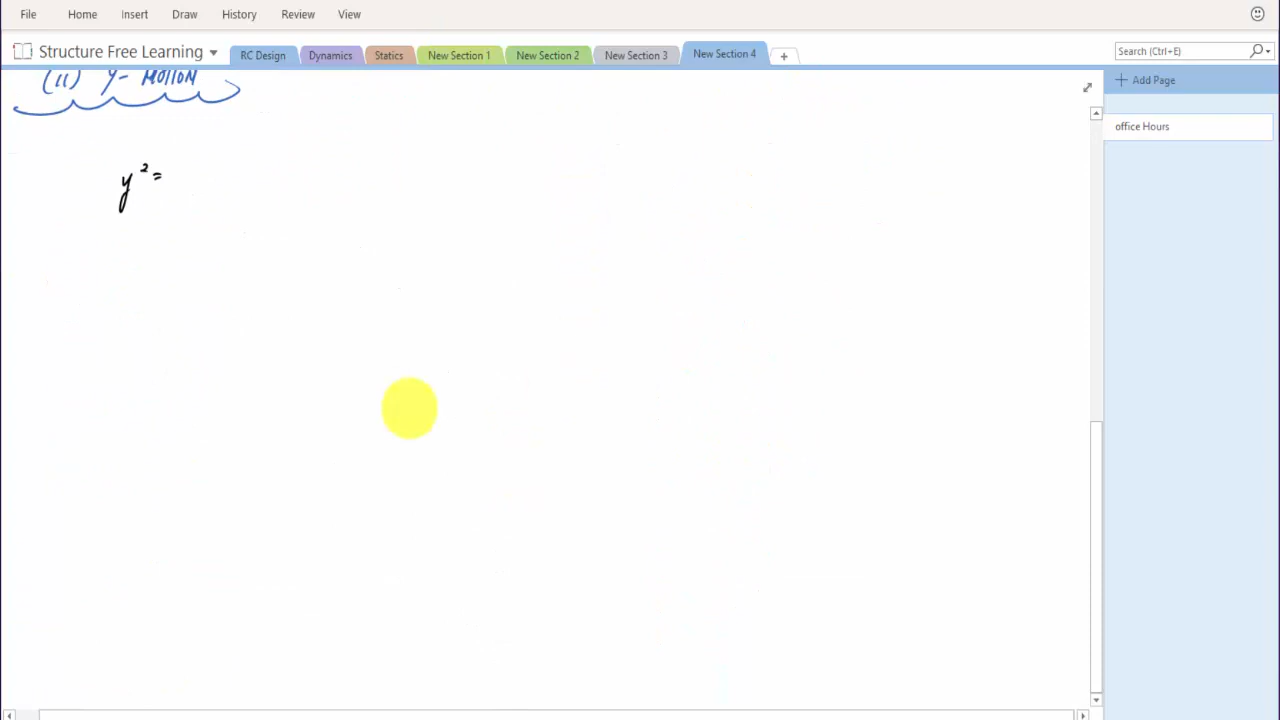 File Home Insert Draw History Review View
Structure Free Learning RC Design Dynamics Statics New Section 1 New Section 2 New Section 3 New Section 4 Search (Ctrl+E)
Add Page
(ii) y- MOTION
office Hours
y² =